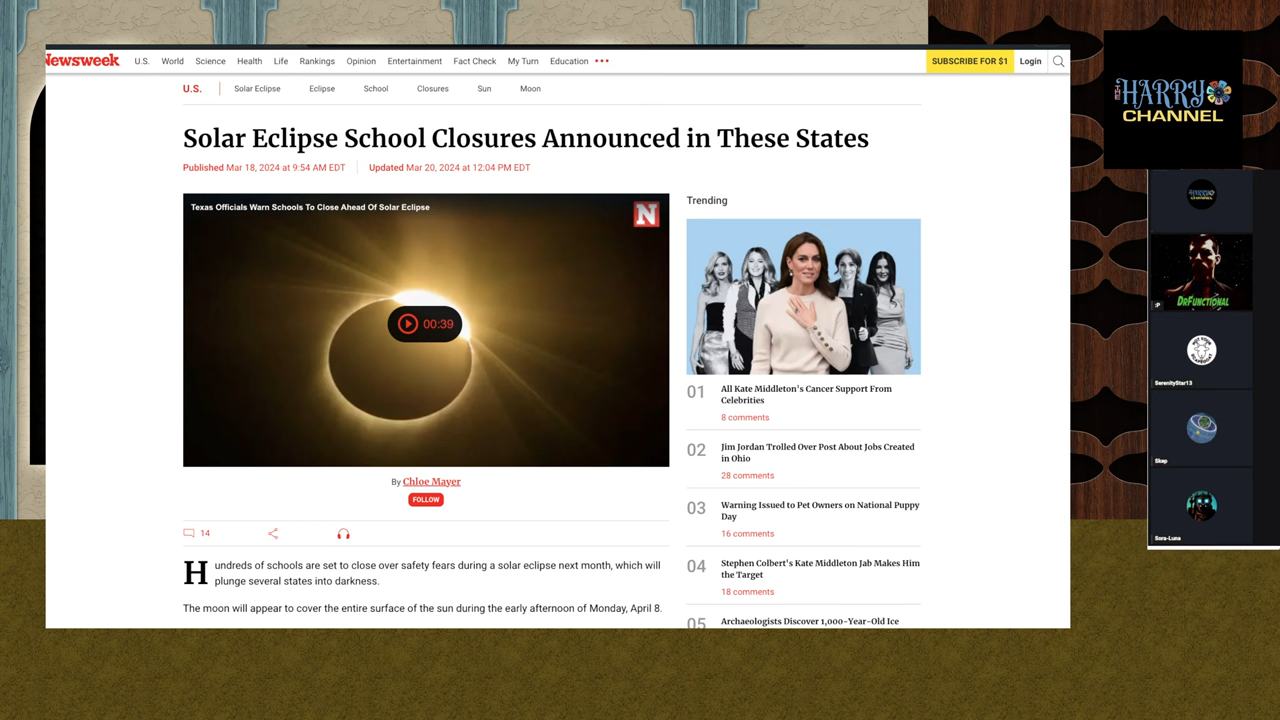 Newsweek
U.S. World Science Health Life Rankings Opinion Entertainment Fact Check My Turn Education
SUBSCRIBE FOR $1
Login
U.S. Solar Eclipse Eclipse School Closures Sun Moon
Solar Eclipse School Closures Announced in These States
Published Mar 18, 2024 at 9:54 AM EDT
Updated Mar 20, 2024 at 12:04 PM EDT
Texas Officials Warn Schools To Close Ahead Of Solar Eclipse
N
00:39
By Chloe Mayer
FOLLOW
14
Hundreds of schools are set to close over safety fears during a solar eclipse next month, which will
plunge several states into darkness.
The moon will appear to cover the entire surface of the sun during the early afternoon of Monday, April 8.
Trending
01
All Kate Middleton's Cancer Support From
Celebrities
8 comments
02
Jim Jordan Trolled Over Post About Jobs Created
in Ohio
28 comments
03
Warning Issued to Pet Owners on National Puppy
Day
16 comments
04
Stephen Colbert's Kate Middleton Jab Makes Him
the Target
18 comments
05
Archaeologists Discover 1,000-Year-Old Ice
THE
HARRY
CHANNEL
DRFUNCTIONAL
:P
SerenityStar13
Skep
Sora-Luna